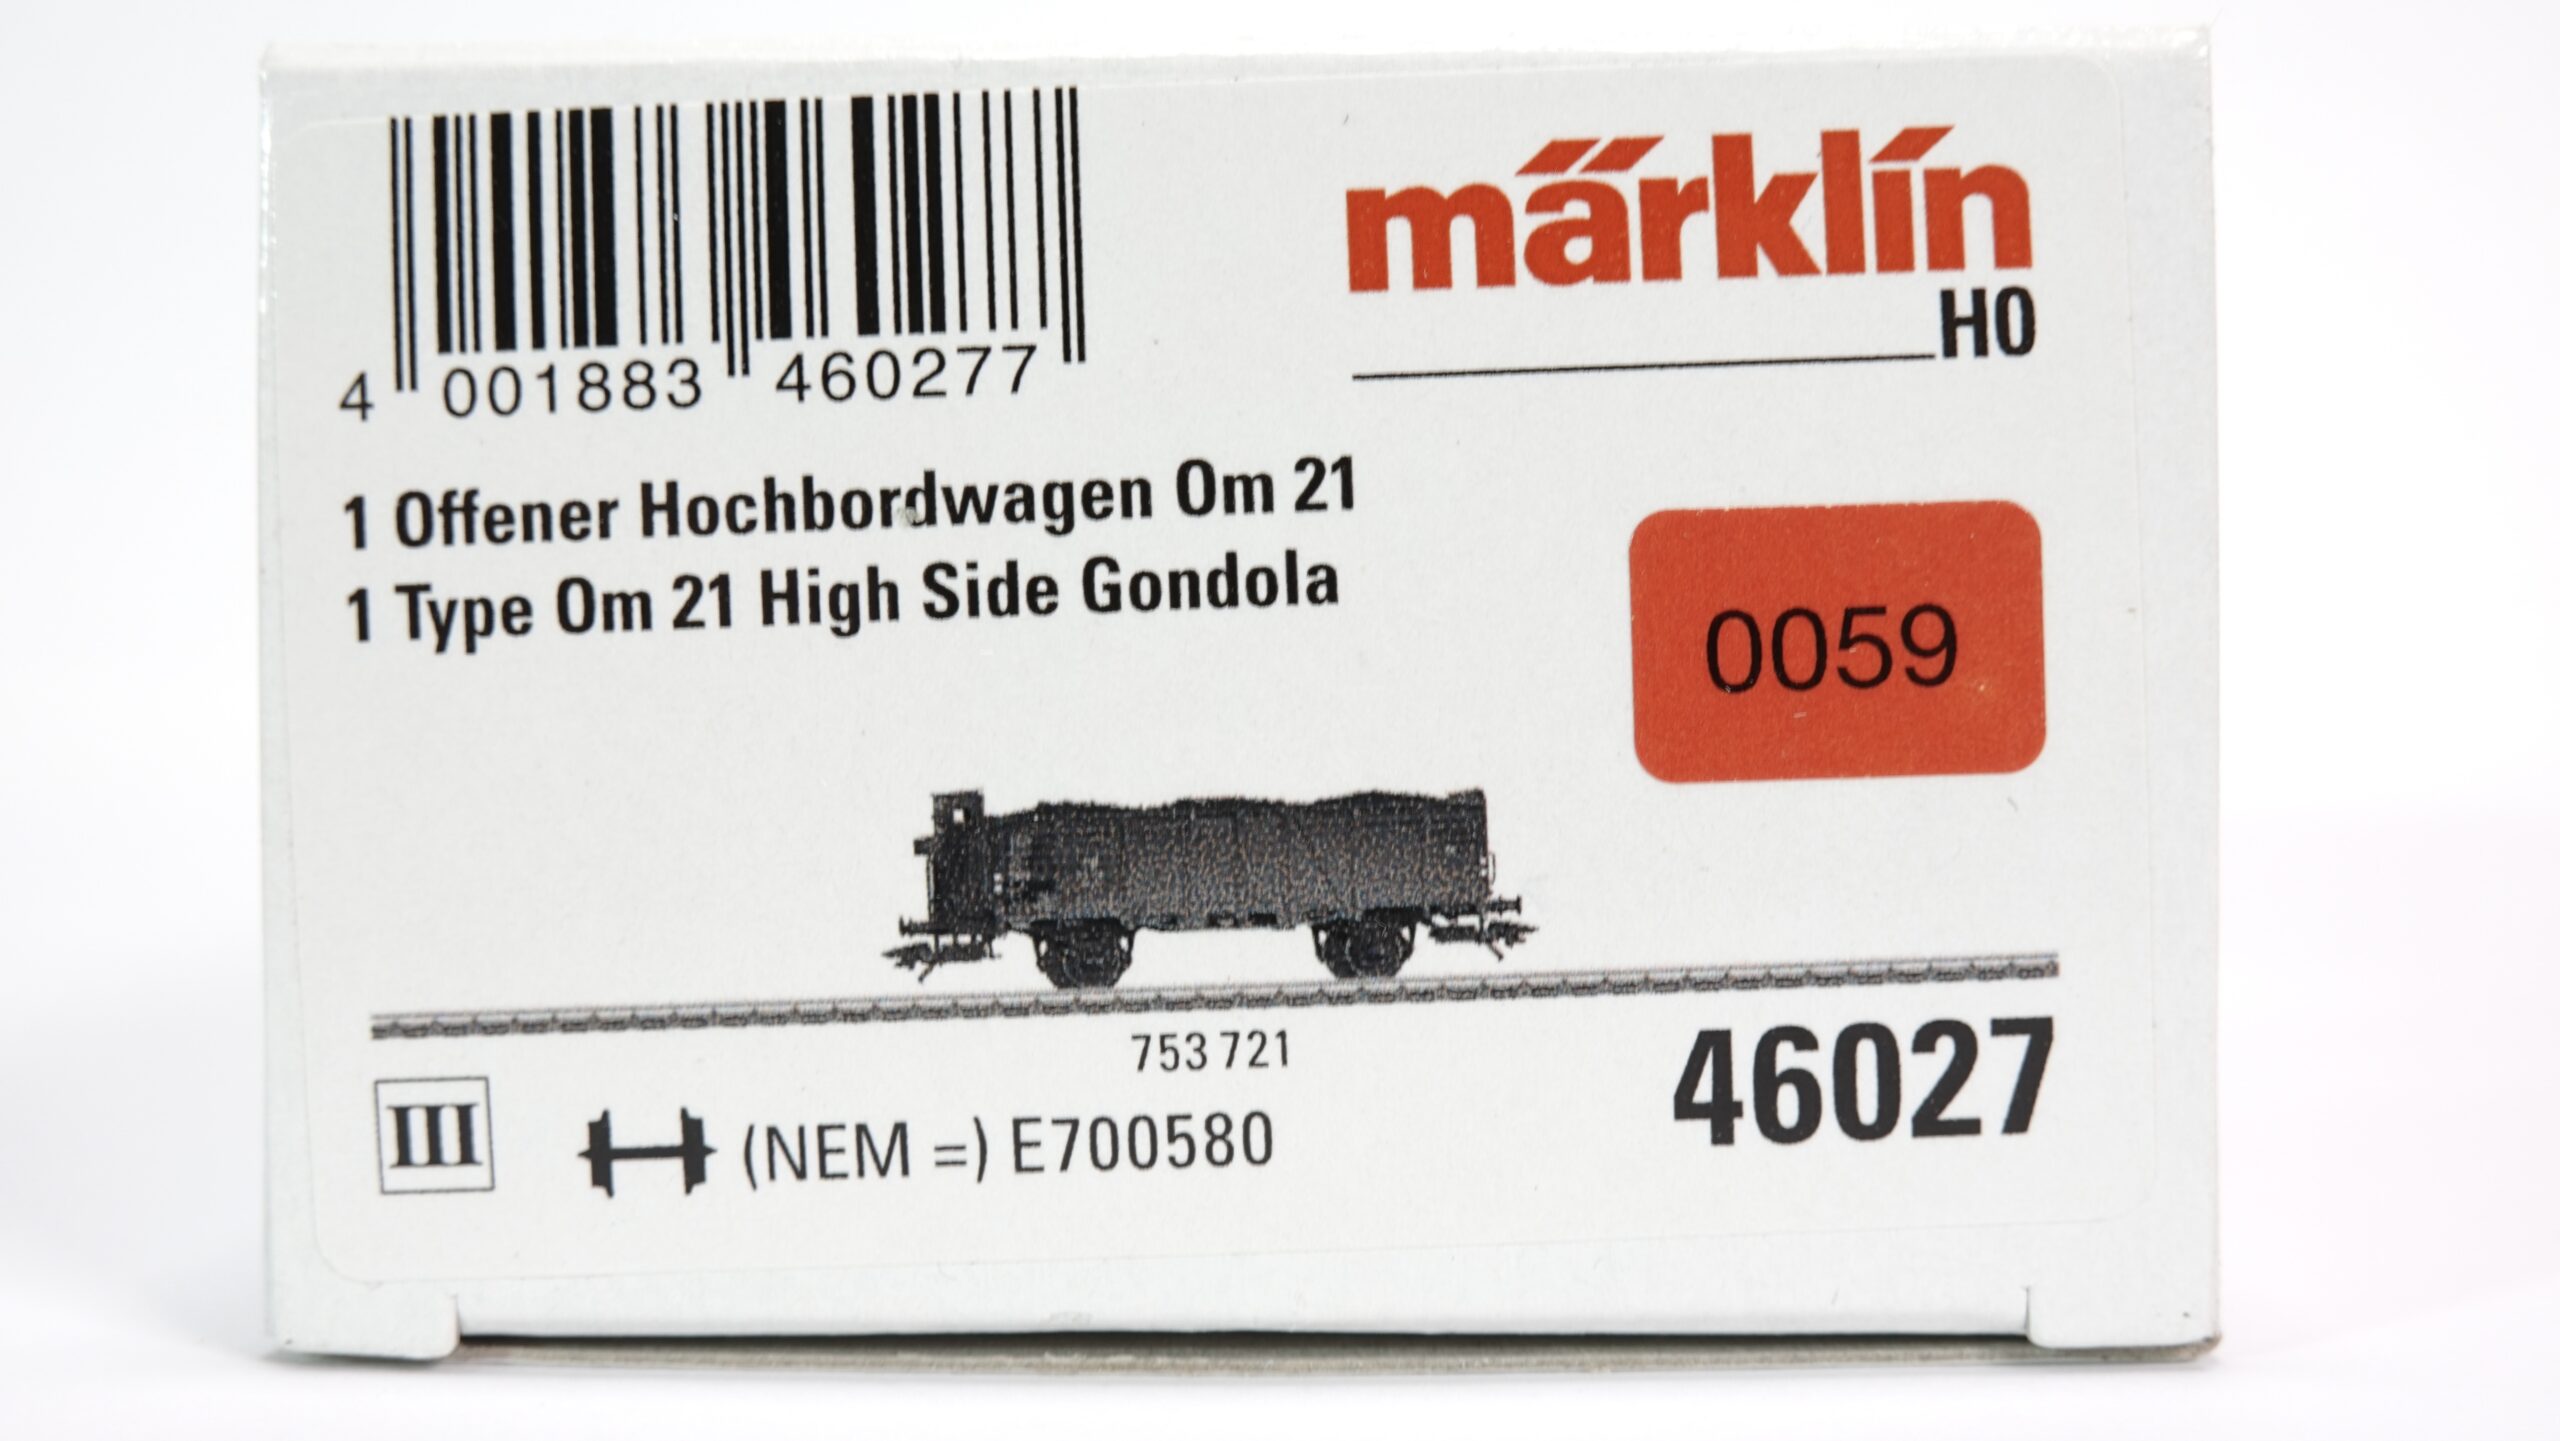 4 001883 460277
märklín
H0
1 Offener Hochbordwagen Om 21
1 Type Om 21 High Side Gondola
0059
753 721
III
(NEM =) E700580
46027